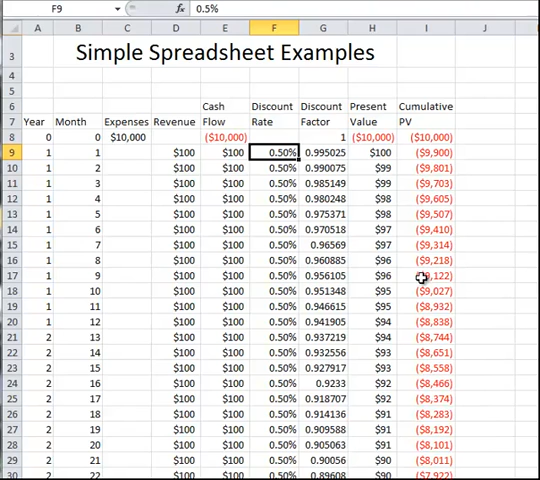 F9 fx 0.5%
A B C D E F G H I J
3 Simple Spreadsheet Examples
4
5
6 Cash Discount Discount Present Cumulative
7 Year Month Expenses Revenue Flow Rate Factor Value PV
8 0 0 $10,000 ($10,000) 1 ($10,000) ($10,000)
9 1 1 $100 $100 0.50% 0.995025 $100 ($9,900)
10 1 2 $100 $100 0.50% 0.990075 $99 ($9,801)
11 1 3 $100 $100 0.50% 0.985149 $99 ($9,703)
12 1 4 $100 $100 0.50% 0.980248 $98 ($9,605)
13 1 5 $100 $100 0.50% 0.975371 $98 ($9,507)
14 1 6 $100 $100 0.50% 0.970518 $97 ($9,410)
15 1 7 $100 $100 0.50% 0.96569 $97 ($9,314)
16 1 8 $100 $100 0.50% 0.960885 $96 ($9,218)
17 1 9 $100 $100 0.50% 0.956105 $96 ,122)
18 1 10 $100 $100 0.50% 0.951348 $95 ($9,027)
19 1 11 $100 $100 0.50% 0.946615 $95 ($8,932)
20 1 12 $100 $100 0.50% 0.941905 $94 ($8,838)
21 2 13 $100 $100 0.50% 0.937219 $94 ($8,744)
22 2 14 $100 $100 0.50% 0.932556 $93 ($8,651)
23 2 15 $100 $100 0.50% 0.927917 $93 ($8,558)
24 2 16 $100 $100 0.50% 0.9233 $92 ($8,466)
25 2 17 $100 $100 0.50% 0.918707 $92 ($8,374)
26 2 18 $100 $100 0.50% 0.914136 $91 ($8,283)
27 2 19 $100 $100 0.50% 0.909588 $91 ($8,192)
28 2 20 $100 $100 0.50% 0.905063 $91 ($8,101)
29 2 21 $100 $100 0.50% 0.90056 $90 ($8,011)
30 2 22 $100 $100 0.50% 0.89608 $90 ($7,922)